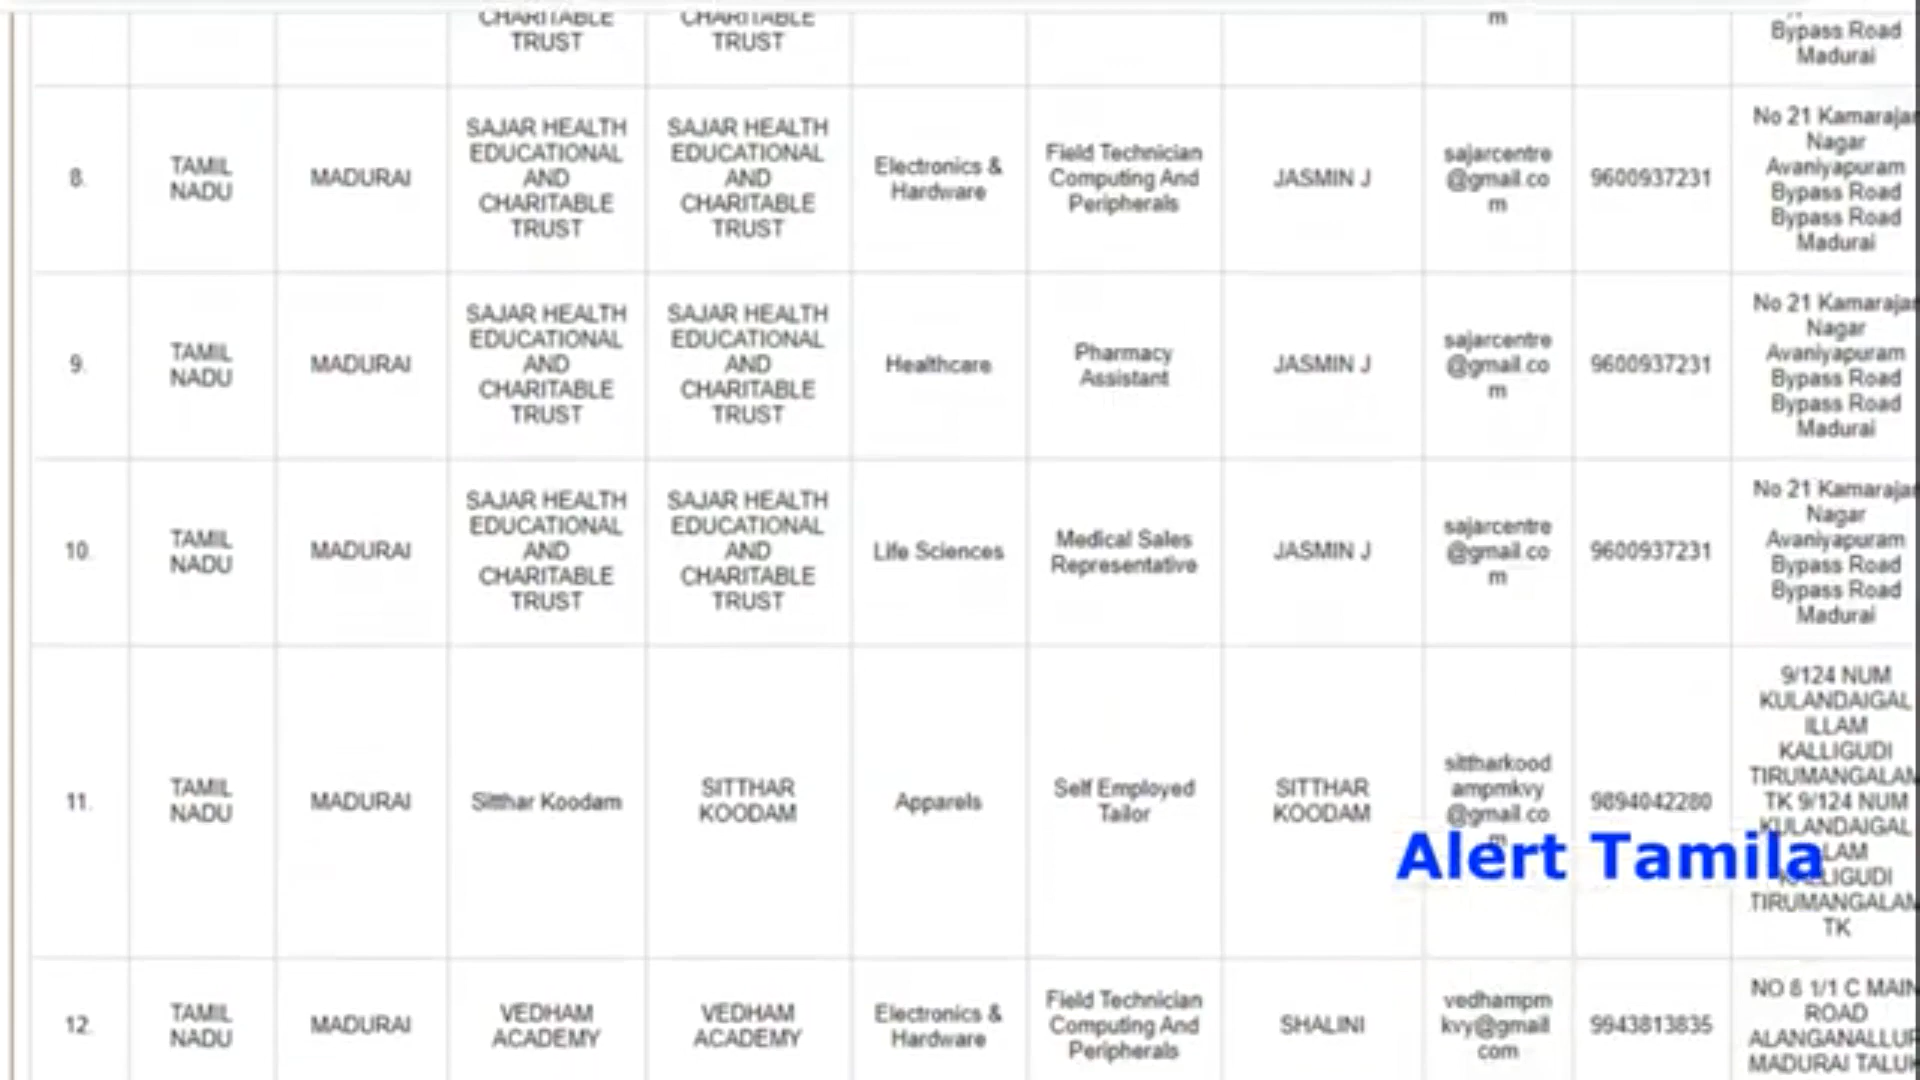 CHARITABLE
TRUST
CHARITABLE
TRUST
m
Bypass Road
Madurai
8.
TAMIL
NADU
MADURAI
SAJAR HEALTH
EDUCATIONAL
AND
CHARITABLE
TRUST
SAJAR HEALTH
EDUCATIONAL
AND
CHARITABLE
TRUST
Electronics &
Hardware
Field Technician
Computing And
Peripherals
JASMIN J
sajarcentre
@gmail.co
m
9600937231
No 21 Kamarajar
Nagar
Avaniyapuram
Bypass Road
Bypass Road
Madurai
9.
TAMIL
NADU
MADURAI
SAJAR HEALTH
EDUCATIONAL
AND
CHARITABLE
TRUST
SAJAR HEALTH
EDUCATIONAL
AND
CHARITABLE
TRUST
Healthcare
Pharmacy
Assistant
JASMIN J
sajarcentre
@gmail.co
m
9600937231
No 21 Kamarajar
Nagar
Avaniyapuram
Bypass Road
Bypass Road
Madurai
10.
TAMIL
NADU
MADURAI
SAJAR HEALTH
EDUCATIONAL
AND
CHARITABLE
TRUST
SAJAR HEALTH
EDUCATIONAL
AND
CHARITABLE
TRUST
Life Sciences
Medical Sales
Representative
JASMIN J
sajarcentre
@gmail.co
m
9600937231
No 21 Kamarajar
Nagar
Avaniyapuram
Bypass Road
Bypass Road
Madurai
11.
TAMIL
NADU
MADURAI
Sitthar Koodam
SITTHAR
KOODAM
Apparels
Self Employed
Tailor
SITTHAR
KOODAM
sittharkood
ampmkvy
@gmail.co
m
9894042280
9/124 NUM
KULANDAIGAL
ILLAM
KALLIGUDI
TIRUMANGALAM
TK 9/124 NUM
KULANDAIGAL
LAM
KALLIGUDI
TIRUMANGALAM
TK
Alert Tamila
12.
TAMIL
NADU
MADURAI
VEDHAM
ACADEMY
VEDHAM
ACADEMY
Electronics &
Hardware
Field Technician
Computing And
Peripherals
SHALINI
vedhampm
kvy@gmail
com
9943813835
NO 8 1/1 C MAIN
ROAD
ALANGANALLUR
MADURAI TALUK